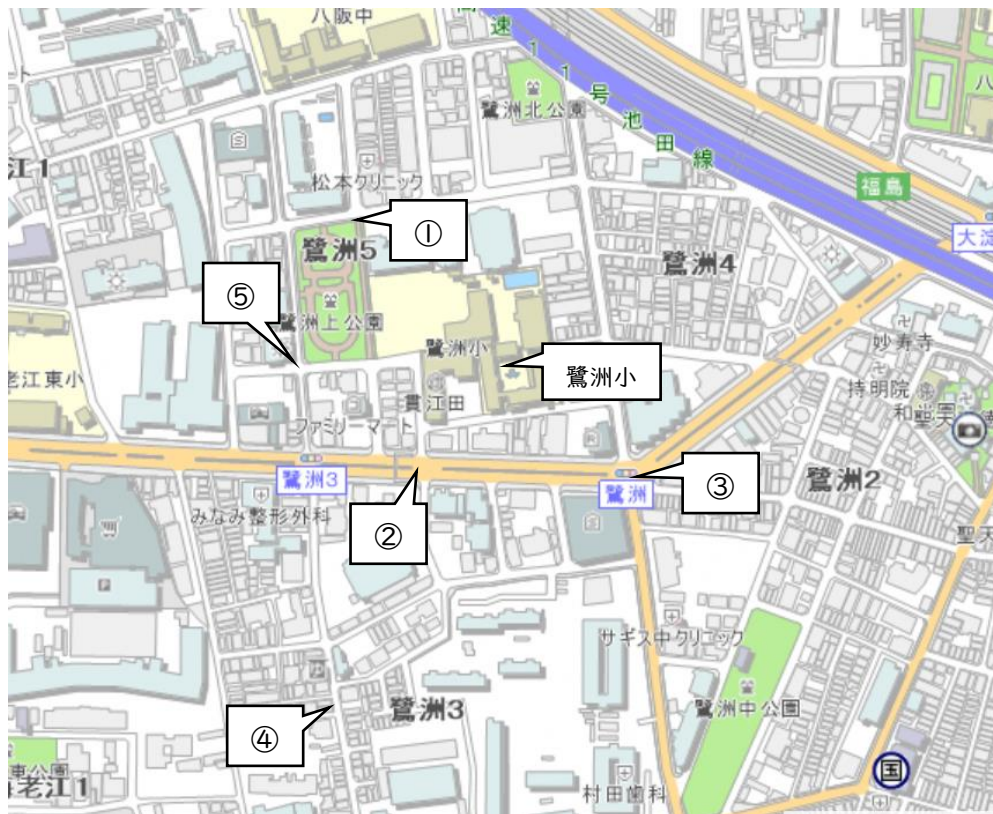 八阪中
高速11号池田線
鷺洲北公園
江1
松本クリニック
福島
①
大淀
鷺洲5
鷺洲4
⑤
鷺洲上公園
妙寿寺
鷺洲小
鷺洲小
老江東小
持明院
貫江田
ファミリーマート
鷺洲3
鷺洲
③
鷺洲2
みなみ整形外科
②
サギス中クリニック
鷺洲3
鷺洲中公園
④
国
東公園
老江1
村田歯科